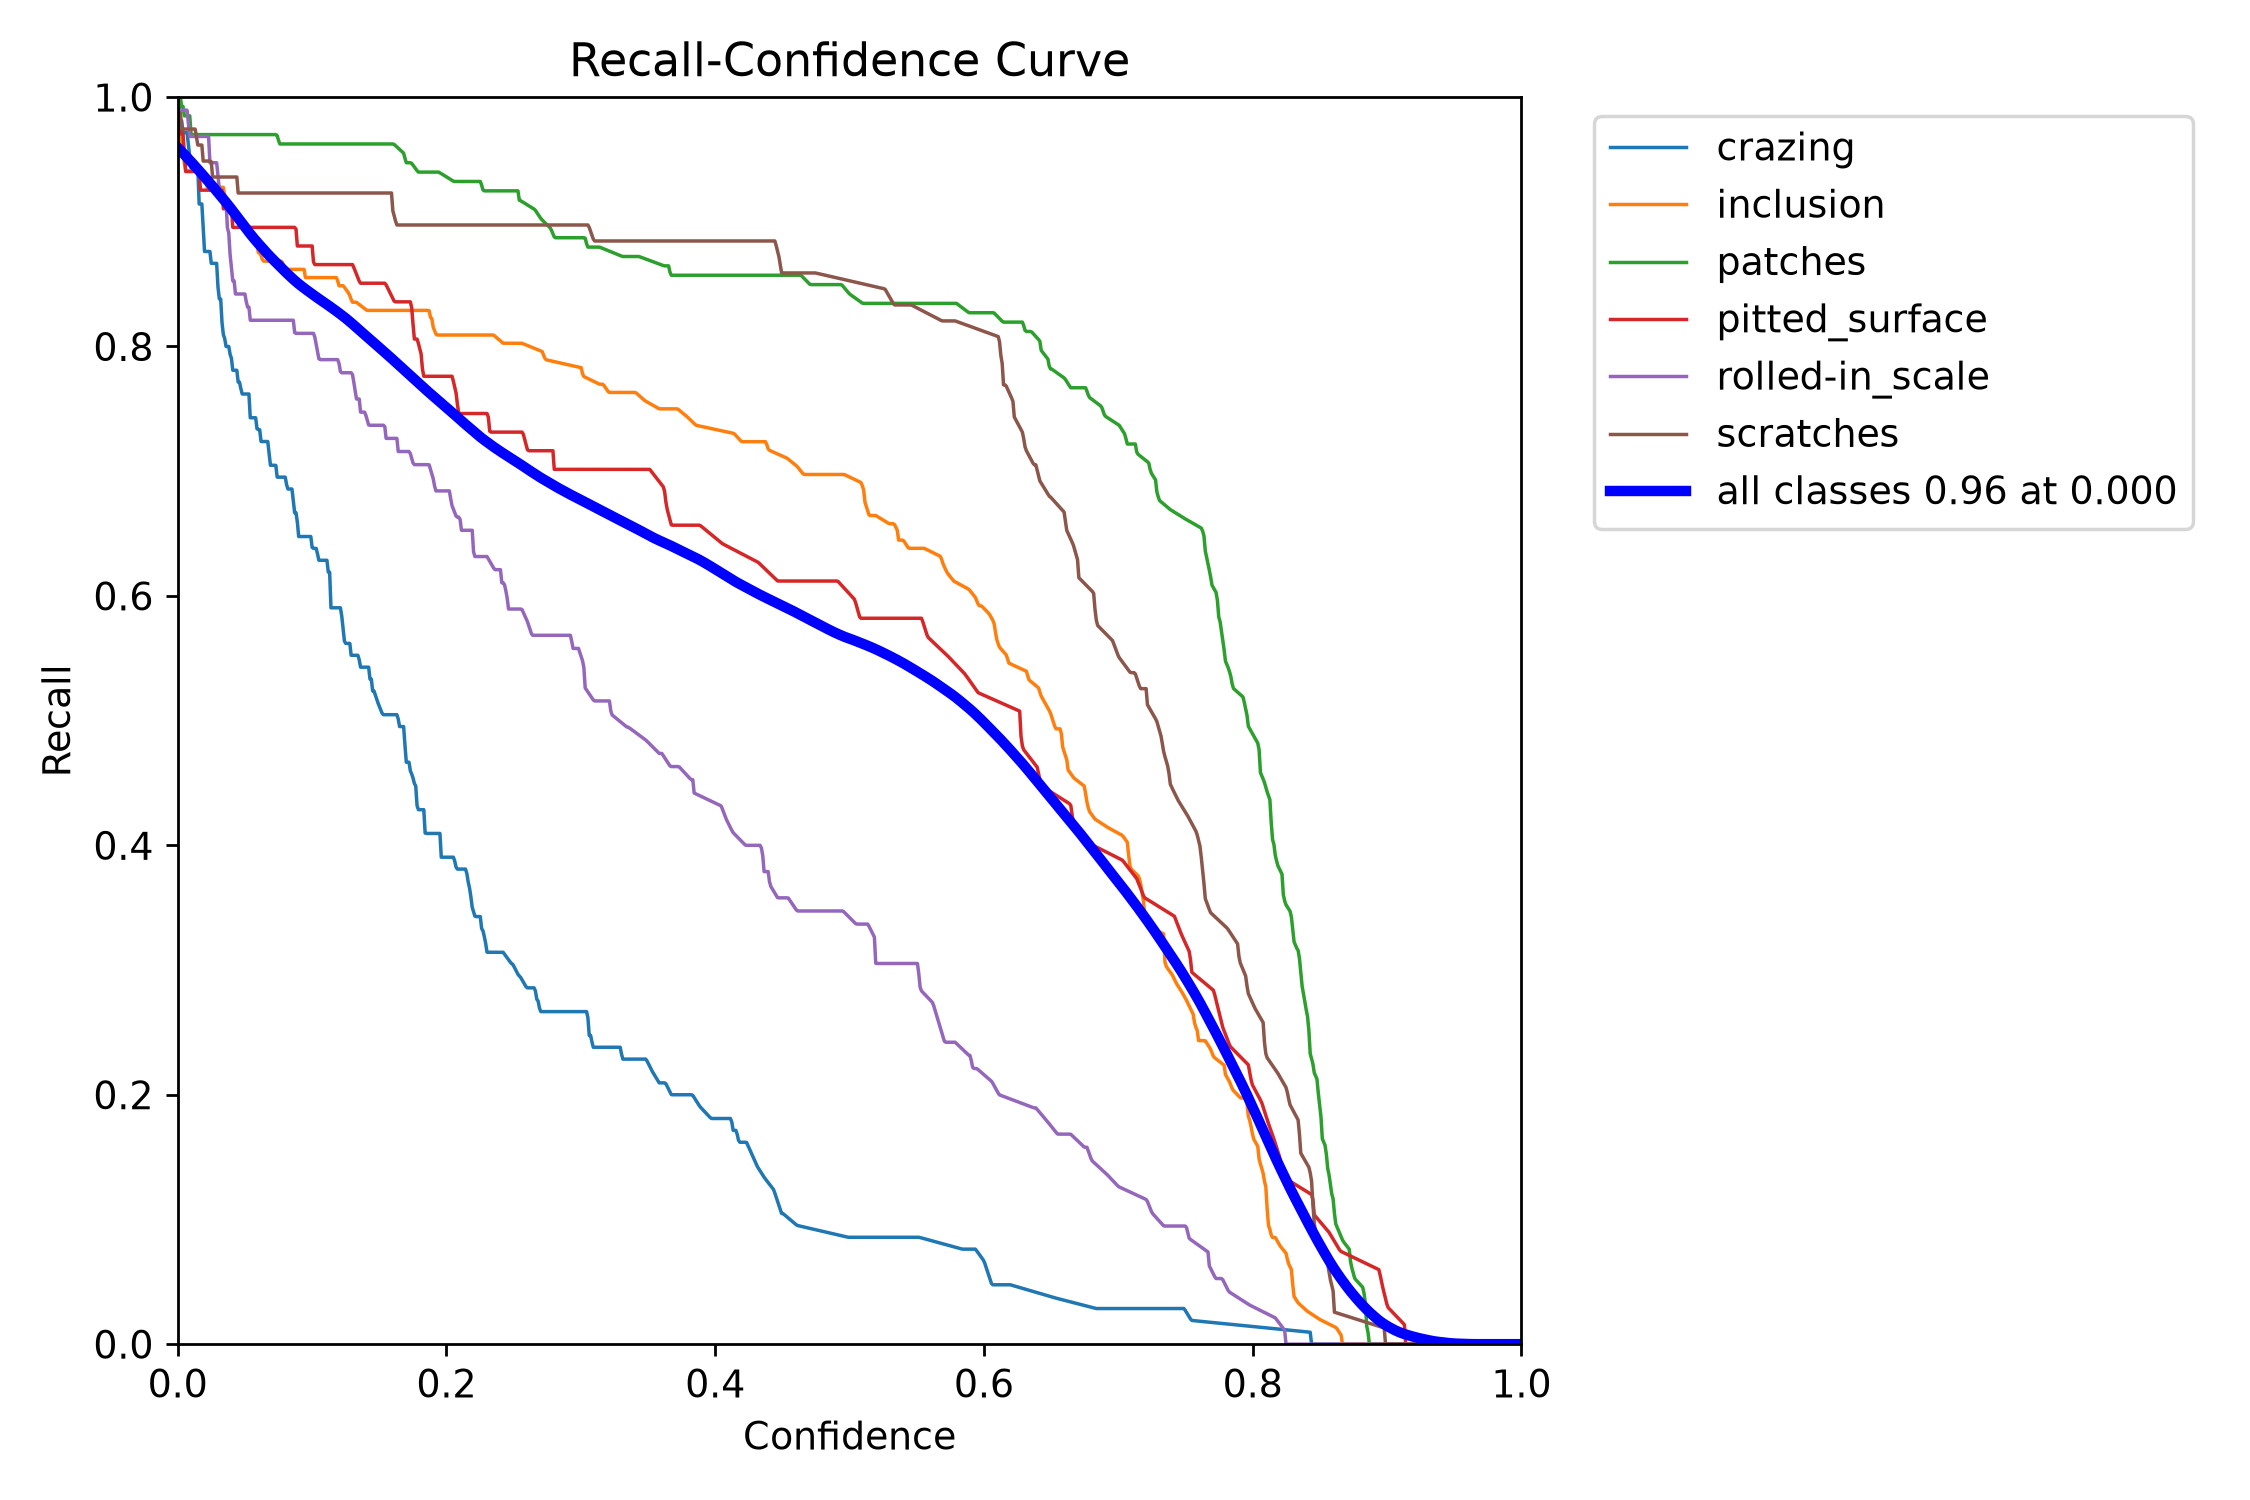 Recall-Confidence Curve
1.0
0.8
0.6
0.4
0.2
0.0
Recall
0.0 0.2 0.4 0.6 0.8 1.0
Confidence
crazing
inclusion
patches
pitted_surface
rolled-in_scale
scratches
all classes 0.96 at 0.000